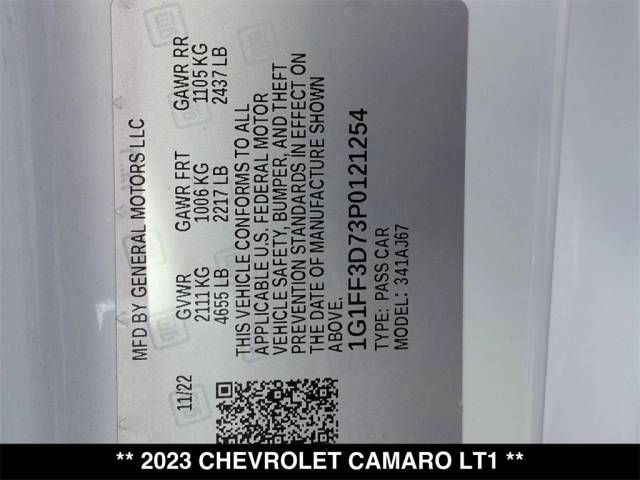 MFD BY GENERAL MOTORS LLC
11/22 GVWR GAWR FRT GAWR RR
2111 KG 1006 KG 1105 KG
4655 LB 2217 LB 2437 LB
THIS VEHICLE CONFORMS TO ALL
APPLICABLE U.S. FEDERAL MOTOR
VEHICLE SAFETY, BUMPER, AND THEFT
PREVENTION STANDARDS IN EFFECT ON
THE DATE OF MANUFACTURE SHOWN
ABOVE.
1G1FF3D73P0121254
TYPE: PASS CAR
MODEL: 341AJ67
** 2023 CHEVROLET CAMARO LT1 **